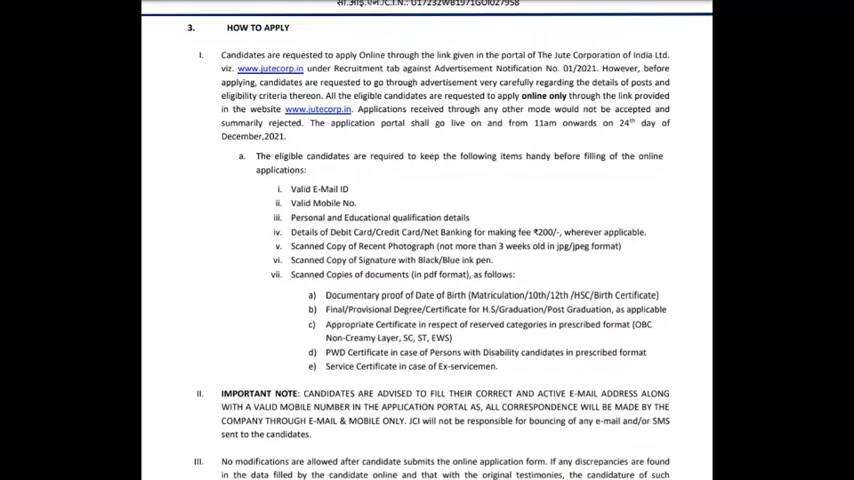 सी.आई.एन./C.I.N.: U17232WB1971GOI027958
3. HOW TO APPLY
I. Candidates are requested to apply Online through the link given in the portal of The Jute Corporation of India Ltd.
viz. www.jutecorp.in under Recruitment tab against Advertisement Notification No. 01/2021. However, before
applying, candidates are requested to go through advertisement very carefully regarding the details of posts and
eligibility criteria thereon. All the eligible candidates are requested to apply online only through the link provided
in the website www.jutecorp.in. Applications received through any other mode would not be accepted and
summarily rejected. The application portal shall go live on and from 11am onwards on 24th day of
December,2021.
a. The eligible candidates are required to keep the following items handy before filling of the online
applications:
i. Valid E-Mail ID
ii. Valid Mobile No.
iii. Personal and Educational qualification details
iv. Details of Debit Card/Credit Card/Net Banking for making fee ₹200/-, wherever applicable.
v. Scanned Copy of Recent Photograph (not more than 3 weeks old in jpg/jpeg format)
vi. Scanned Copy of Signature with Black/Blue ink pen.
vii. Scanned Copies of documents (in pdf format), as follows:
a) Documentary proof of Date of Birth (Matriculation/10th/12th /HSC/Birth Certificate)
b) Final/Provisional Degree/Certificate for H.S/Graduation/Post Graduation, as applicable
c) Appropriate Certificate in respect of reserved categories in prescribed format (OBC
Non-Creamy Layer, SC, ST, EWS)
d) PWD Certificate in case of Persons with Disability candidates in prescribed format
e) Service Certificate in case of Ex-servicemen.
II. IMPORTANT NOTE: CANDIDATES ARE ADVISED TO FILL THEIR CORRECT AND ACTIVE E-MAIL ADDRESS ALONG
WITH A VALID MOBILE NUMBER IN THE APPLICATION PORTAL AS, ALL CORRESPONDENCE WILL BE MADE BY THE
COMPANY THROUGH E-MAIL & MOBILE ONLY. JCI will not be responsible for bouncing of any e-mail and/or SMS
sent to the candidates.
III. No modifications are allowed after candidate submits the online application form. If any discrepancies are found
in the data filled by the candidate online and that with the original testimonies, the candidature of such